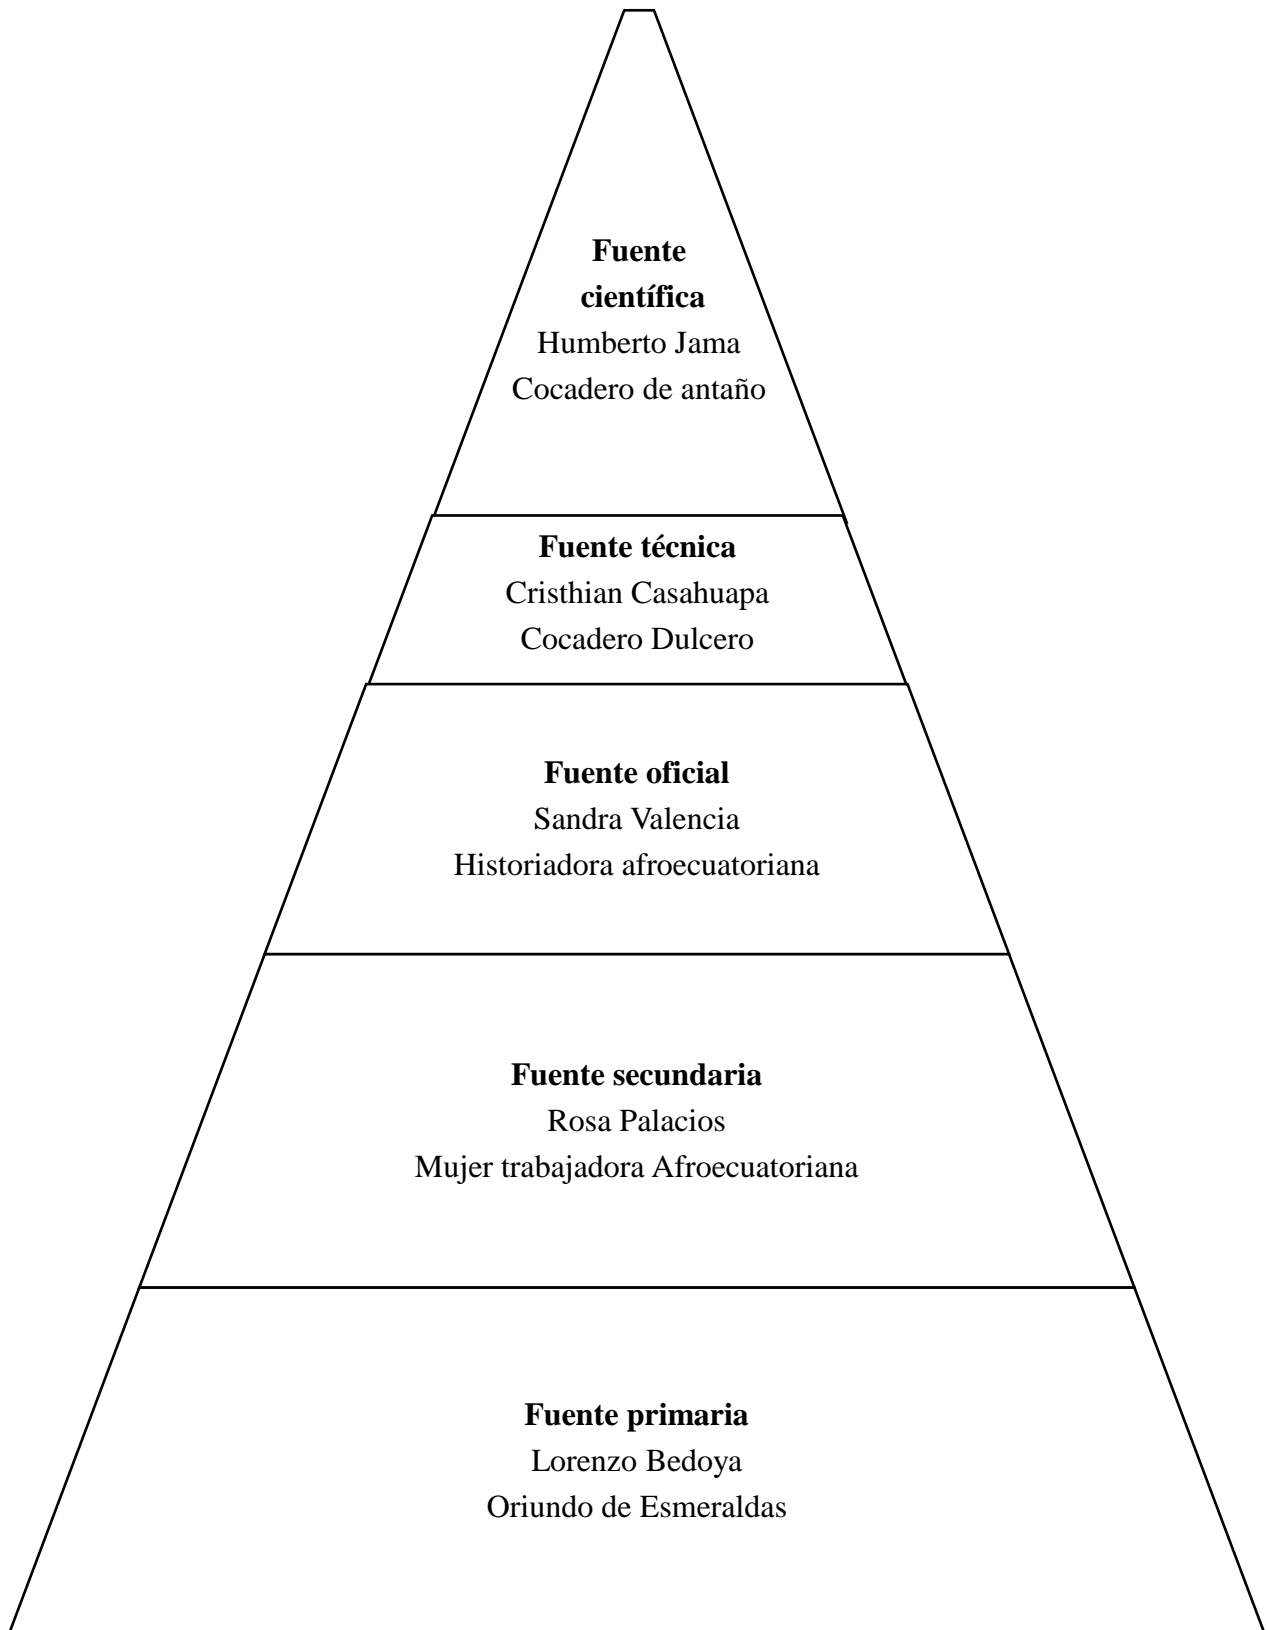 Fuente
científica
Humberto Jama
Cocadero de antaño
Fuente técnica
Cristhian Casahuapa
Cocadero Dulcero
Fuente oficial
Sandra Valencia
Historiadora afroecuatoriana
Fuente secundaria
Rosa Palacios
Mujer trabajadora Afroecuatoriana
Fuente primaria
Lorenzo Bedoya
Oriundo de Esmeraldas